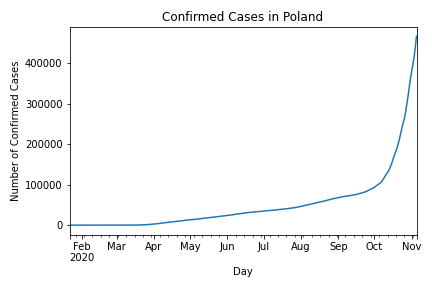 Confirmed Cases in Poland
Number of Confirmed Cases
400000
300000
200000
100000
0
Feb Mar Apr May Jun Jul Aug Sep Oct Nov
2020
Day